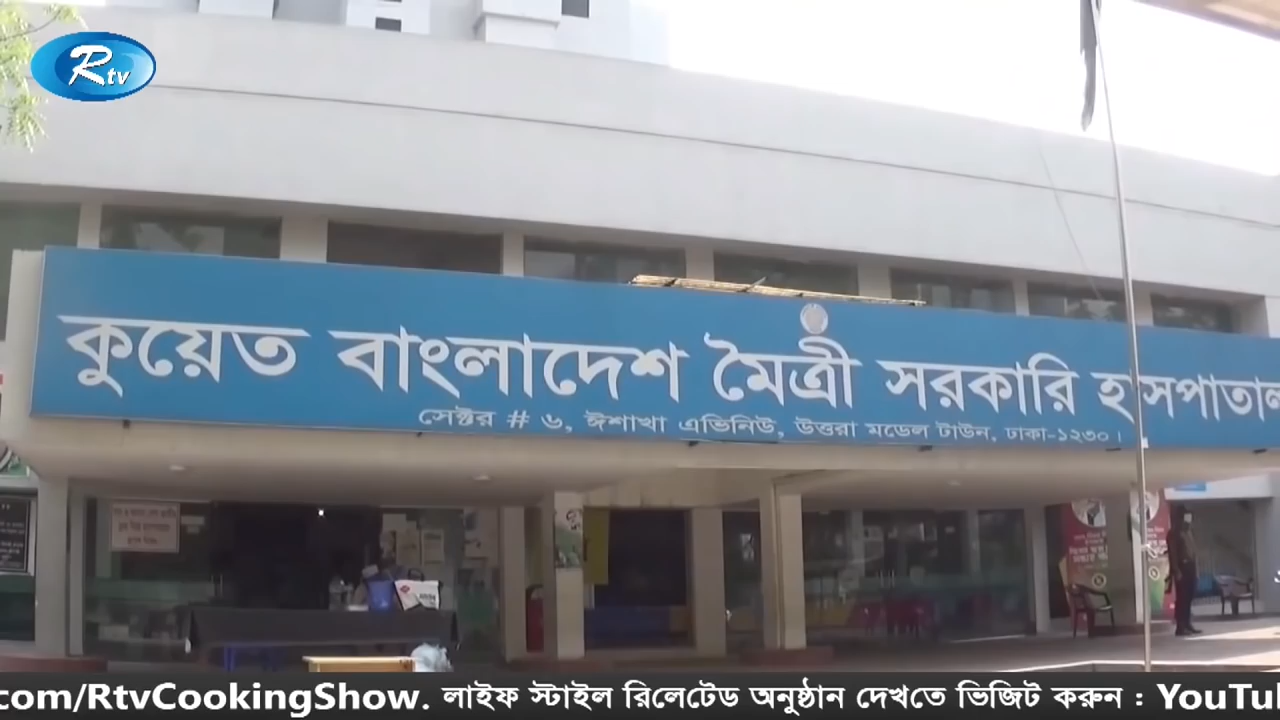 Rtv
কুয়েত বাংলাদেশ মৈত্রী সরকারি হাসপাতাল
সেক্টর # ৬, ঈশাখা এভিনিউ, উত্তরা মডেল টাউন, ঢাকা-১২৩০।
com/RtvCookingShow. লাইফ স্টাইল রিলেটেড অনুষ্ঠান দেখতে ভিজিট করুন : YouTu